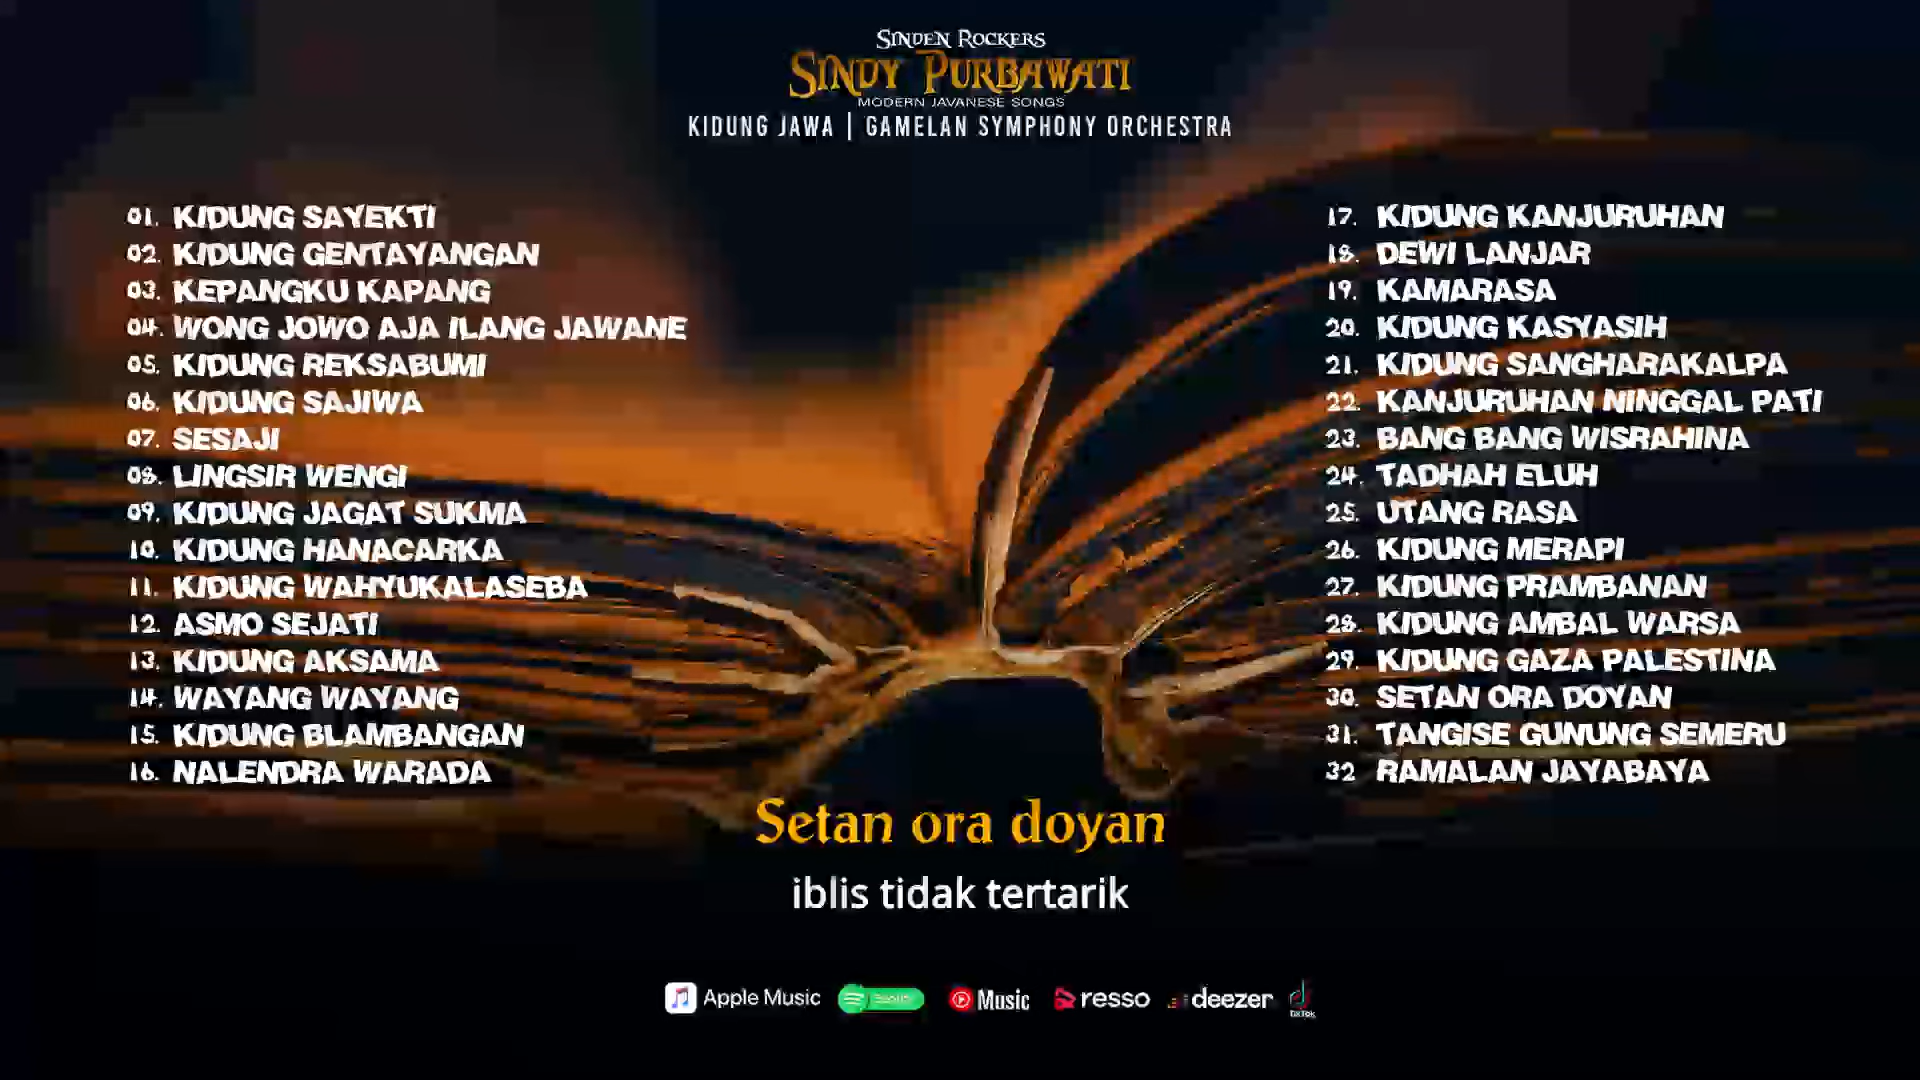 SINDEN ROCKERS
SINDY PURBAWATI
MODERN JAVANESE SONGS
KIDUNG JAWA | GAMELAN SYMPHONY ORCHESTRA
01. KIDUNG SAYEKTI
02. KIDUNG GENTAYANGAN
03. KEPANGKU KAPANG
04. WONG JOWO AJA ILANG JAWANE
05. KIDUNG REKSABUMI
06. KIDUNG SAJIWA
07. SESAJI
08. LINGSIR WENGI
09. KIDUNG JAGAT SUKMA
10. KIDUNG HANACARKA
11. KIDUNG WAHYUKALASEBA
12. ASMO SEJATI
13. KIDUNG AKSAMA
14. WAYANG WAYANG
15. KIDUNG BLAMBANGAN
16. NALENDRA WARADA
17. KIDUNG KANJURUHAN
18. DEWI LANJAR
19. KAMARASA
20. KIDUNG KASYASIH
21. KIDUNG SANGHARAKALPA
22. KANJURUHAN NINGGAL PATI
23. BANG BANG WISRAHINA
24. TADHAH ELUH
25. UTANG RASA
26. KIDUNG MERAPI
27. KIDUNG PRAMBANAN
28. KIDUNG AMBAL WARSA
29. KIDUNG GAZA PALESTINA
30. SETAN ORA DOYAN
31. TANGISE GUNUNG SEMERU
32 RAMALAN JAYABAYA
Setan ora doyan
iblis tidak tertarik
Apple Music
Music
resso
deezer
TikTok